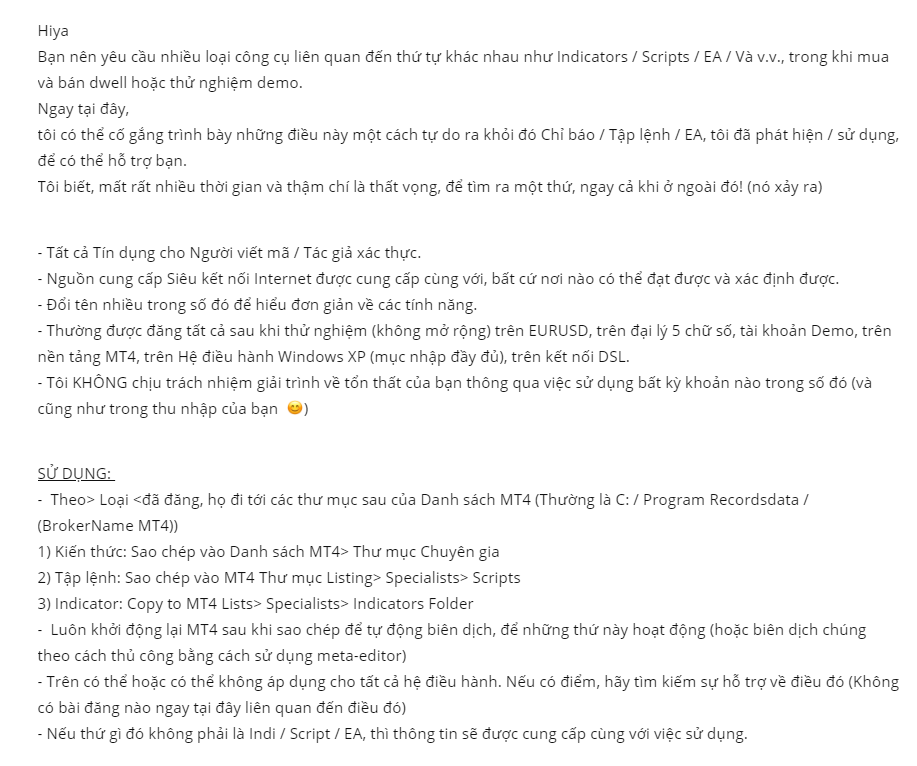 Hiya
Bạn nên yêu cầu nhiều loại công cụ liên quan đến thứ tự khác nhau như Indicators / Scripts / EA / Và v.v., trong khi mua
và bán dwell hoặc thử nghiệm demo.
Ngay tại đây,
tôi có thể cố gắng trình bày những điều này một cách tự do ra khỏi đó Chỉ báo / Tập lệnh / EA, tôi đã phát hiện / sử dụng,
để có thể hỗ trợ bạn.
Tôi biết, mất rất nhiều thời gian và thậm chí là thất vọng, để tìm ra một thứ, ngay cả khi ở ngoài đó! (nó xảy ra)
- Tất cả Tín dụng cho Người viết mã / Tác giả xác thực.
- Nguồn cung cấp Siêu kết nối Internet được cung cấp cùng với, bất cứ nơi nào có thể đạt được và xác định được.
- Đổi tên nhiều trong số đó để hiểu đơn giản về các tính năng.
- Thường được đăng tất cả sau khi thử nghiệm (không mở rộng) trên EURUSD, trên đại lý 5 chữ số, tài khoản Demo, trên
nền tảng MT4, trên Hệ điều hành Windows XP (mục nhập đầy đủ), trên kết nối DSL.
- Tôi KHÔNG chịu trách nhiệm giải trình về tổn thất của bạn thông qua việc sử dụng bất kỳ khoản nào trong số đó (và
cũng như trong thu nhập của bạn 😊)
SỬ DỤNG:
- Theo> Loại <đã đăng, họ đi tới các thư mục sau của Danh sách MT4 (Thường là C: / Program Recordsdata /
(BrokerName MT4))
1) Kiến thức: Sao chép vào Danh sách MT4> Thư mục Chuyên gia
2) Tập lệnh: Sao chép vào MT4 Thư mục Listing> Specialists> Scripts
3) Indicator: Copy to MT4 Lists> Specialists> Indicators Folder
- Luôn khởi động lại MT4 sau khi sao chép để tự động biên dịch, để những thứ này hoạt động (hoặc biên dịch chúng
theo cách thủ công bằng cách sử dụng meta-editor)
- Trên có thể hoặc có thể không áp dụng cho tất cả hệ điều hành. Nếu có điểm, hãy tìm kiếm sự hỗ trợ về điều đó (Không
có bài đăng nào ngay tại đây liên quan đến điều đó)
- Nếu thứ gì đó không phải là Indi / Script / EA, thì thông tin sẽ được cung cấp cùng với việc sử dụng.